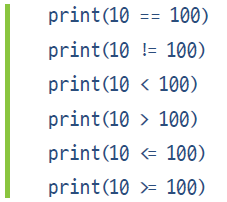 print(10 == 100)
print(10 != 100)
print(10 < 100)
print(10 > 100)
print(10 <= 100)
print(10 >= 100)